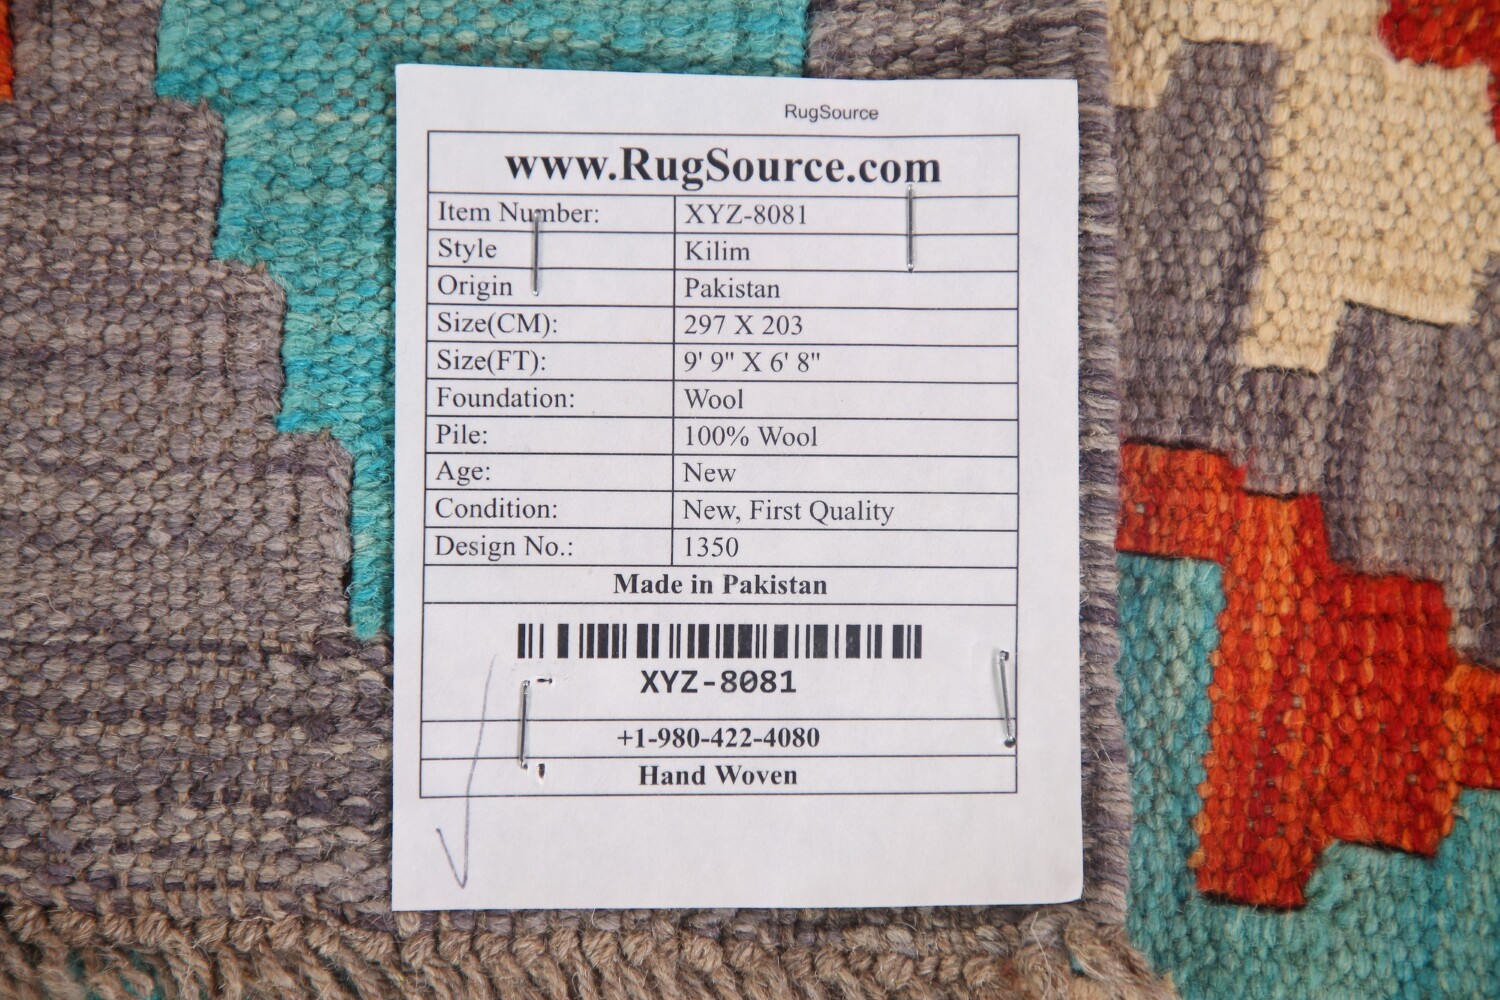 RugSource
www.RugSource.com
Item Number: XYZ-8081
Style Kilim
Origin Pakistan
Size(CM): 297 X 203
Size(FT): 9' 9" X 6' 8"
Foundation: Wool
Pile: 100% Wool
Age: New
Condition: New, First Quality
Design No.: 1350
Made in Pakistan
XYZ-8081
+1-980-422-4080
Hand Woven